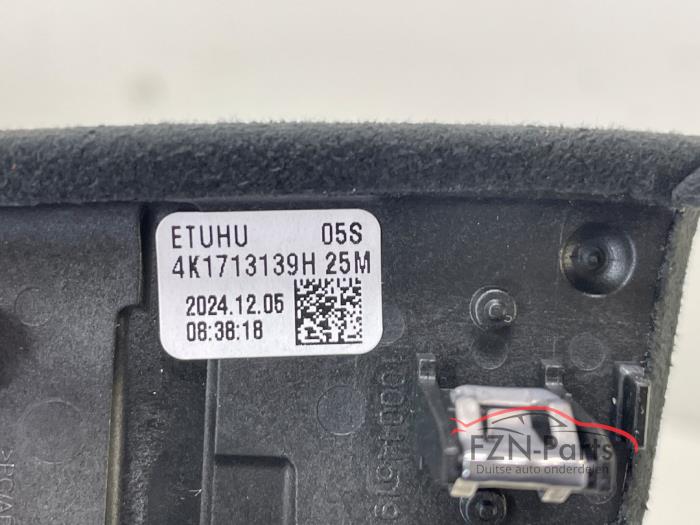 ETUHU 05S
4K1713139H 25M
2024.12.05
08:38:18
FZN-Parts
Duitse auto onderdelen